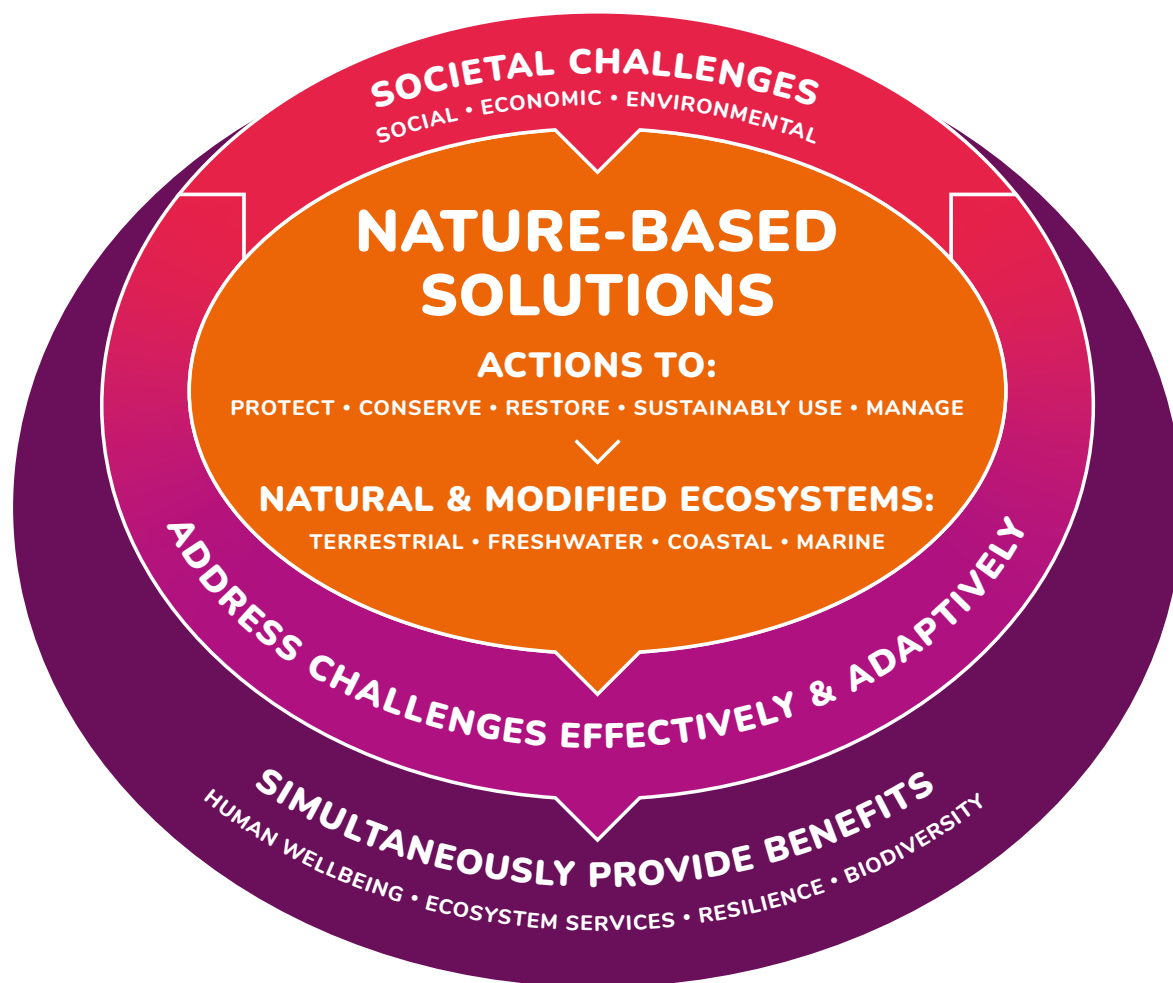 SOCIETAL CHALLENGES
SOCIAL • ECONOMIC • ENVIRONMENTAL
NATURE-BASED
SOLUTIONS
ACTIONS TO:
PROTECT • CONSERVE • RESTORE • SUSTAINABLY USE • MANAGE
NATURAL & MODIFIED ECOSYSTEMS:
TERRESTRIAL • FRESHWATER • COASTAL • MARINE
ADDRESS CHALLENGES EFFECTIVELY & ADAPTIVELY
SIMULTANEOUSLY PROVIDE BENEFITS
HUMAN WELLBEING • ECOSYSTEM SERVICES • RESILIENCE • BIODIVERSITY